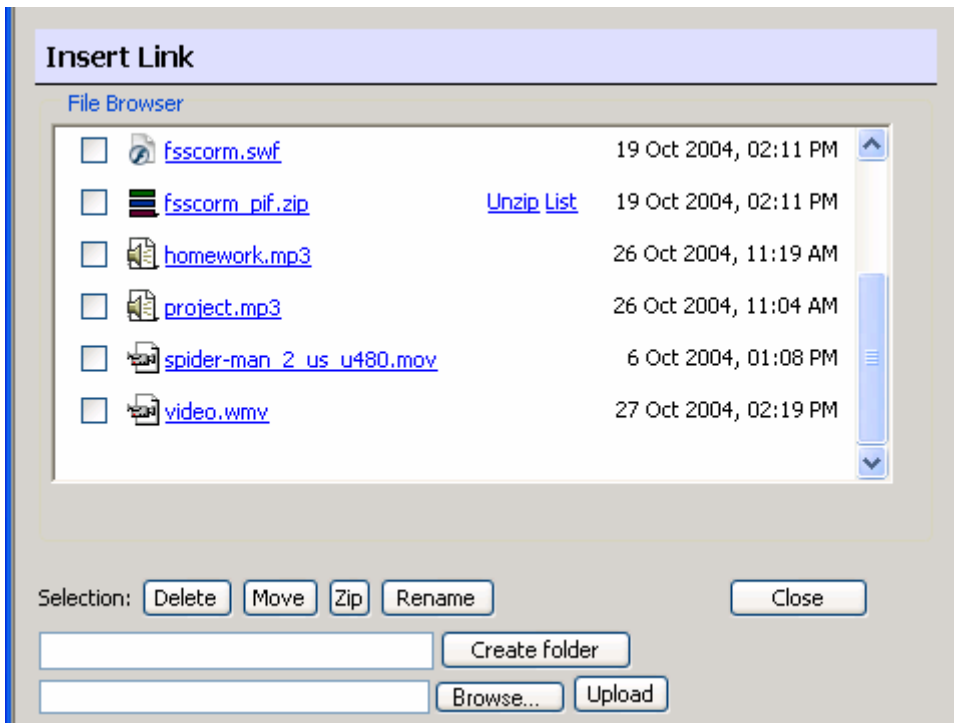 Insert Link
File Browser
fsscorm.swf 19 Oct 2004, 02:11 PM
fsscorm_pif.zip Unzip List 19 Oct 2004, 02:11 PM
homework.mp3 26 Oct 2004, 11:19 AM
project.mp3 26 Oct 2004, 11:04 AM
spider-man_2_us_u480.mov 6 Oct 2004, 01:08 PM
video.wmv 27 Oct 2004, 02:19 PM
Selection: Delete Move Zip Rename Close
Create folder
Browse... Upload